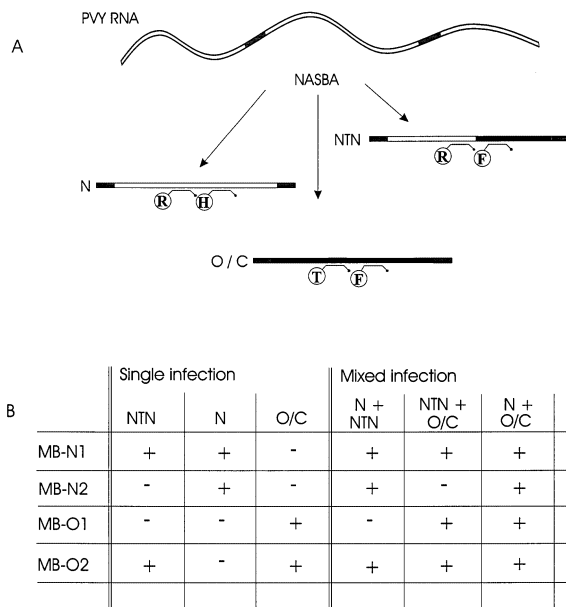 PVY RNA
A
NASBA
NTN
R F
N
R H
O / C
T F
Single infection Mixed infection
B NTN N O/C N + NTN NTN + O/C N + O/C
MB-N1 + + - + + +
MB-N2 - + - + - +
MB-O1 - - + - + +
MB-O2 + - + + + +